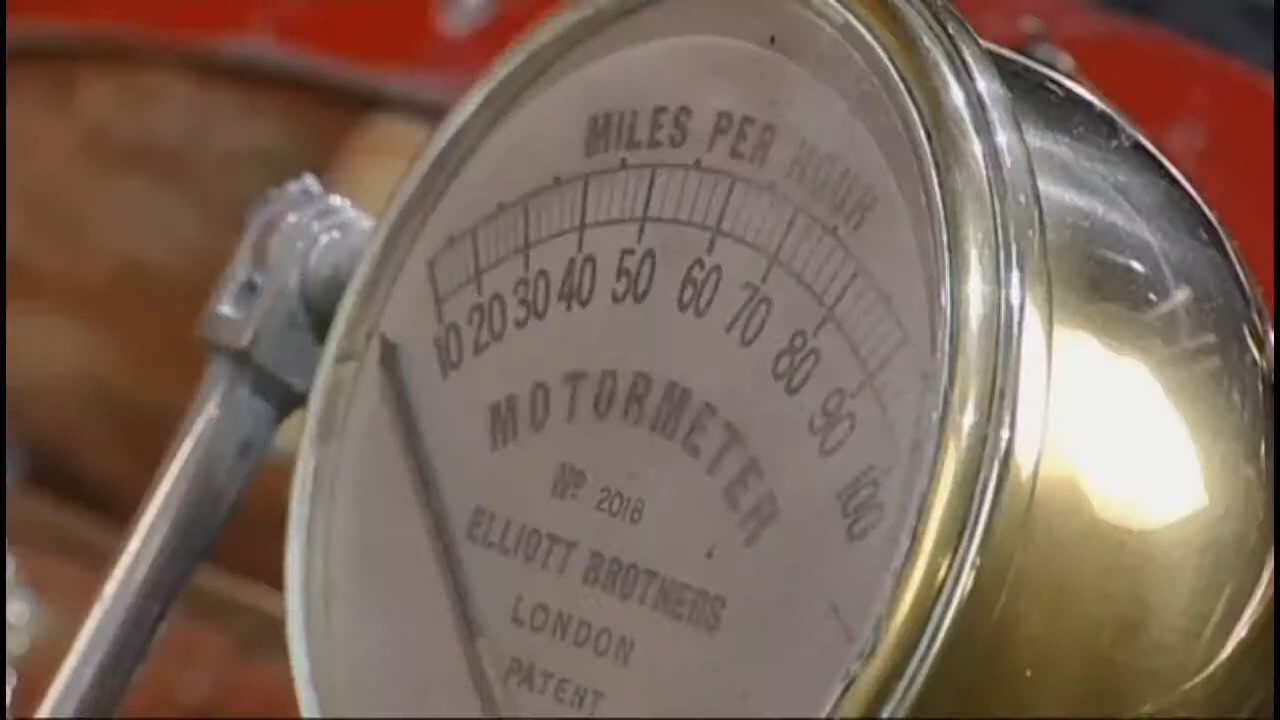 MILES PER HOUR
10 20 30 40 50 60 70 80 90 100
MOTORMETER
Nº 2018
ELLIOTT BROTHERS
LONDON
PATENT